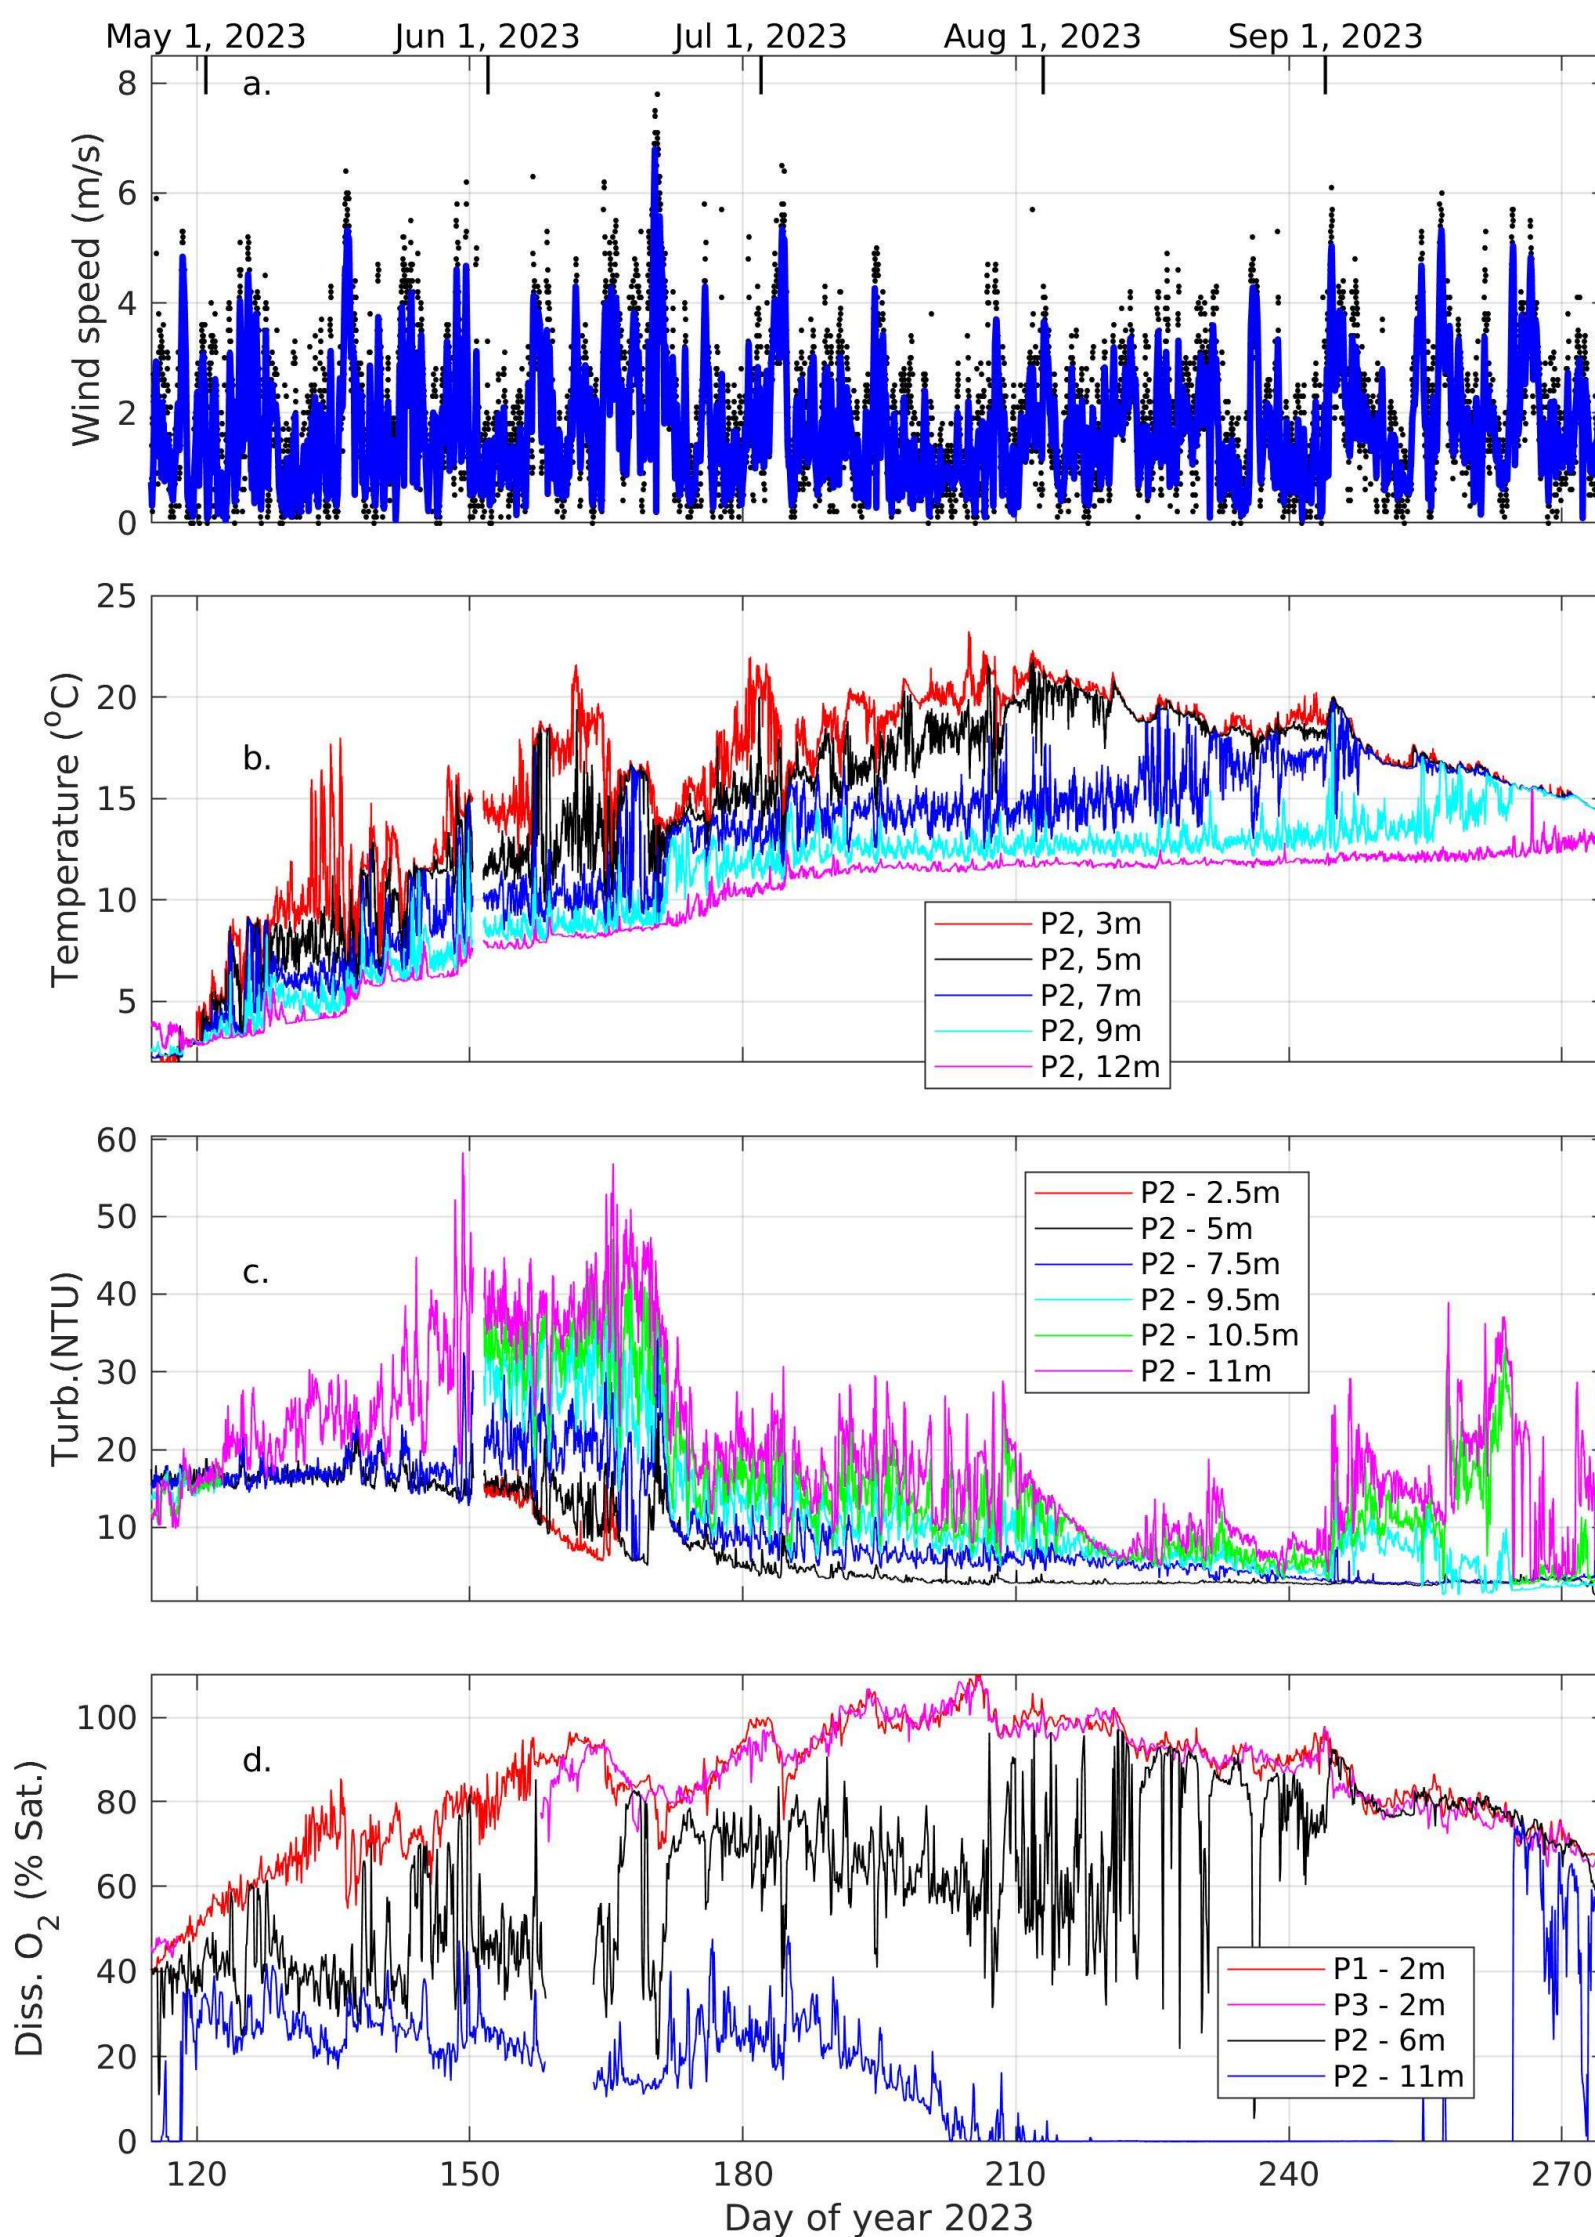 May 1, 2023 Jun 1, 2023 Jul 1, 2023 Aug 1, 2023 Sep 1, 2023
a.
Wind speed (m/s)
8
6
4
2
0
b.
Temperature (°C)
25
20
15
10
5
P2, 3m
P2, 5m
P2, 7m
P2, 9m
P2, 12m
c.
Turb.(NTU)
60
50
40
30
20
10
P2 - 2.5m
P2 - 5m
P2 - 7.5m
P2 - 9.5m
P2 - 10.5m
P2 - 11m
d.
Diss. O2 (% Sat.)
100
80
60
40
20
0
P1 - 2m
P3 - 2m
P2 - 6m
P2 - 11m
120 150 180 210 240 270
Day of year 2023